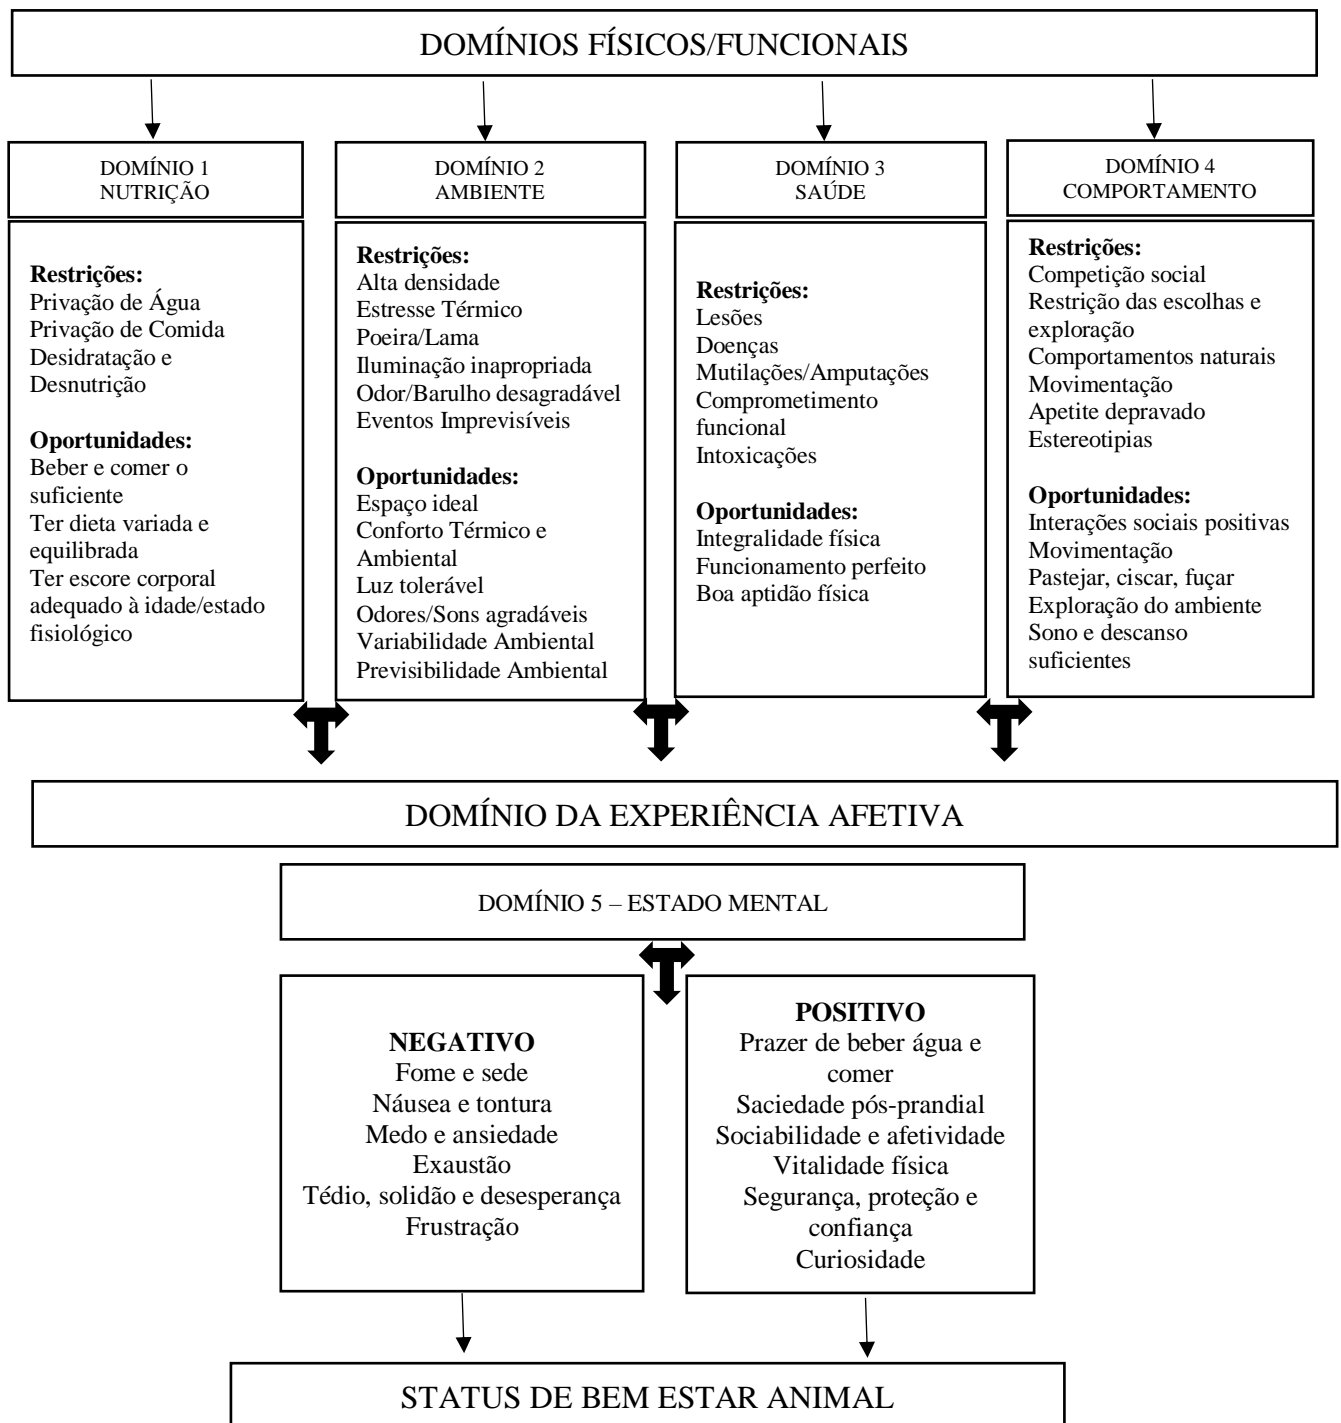 DOMÍNIOS FÍSICOS/FUNCIONAIS
DOMÍNIO 1
NUTRIÇÃO
Restrições:
Privação de Água
Privação de Comida
Desidratação e
Desnutrição
Oportunidades:
Beber e comer o
suficiente
Ter dieta variada e
equilibrada
Ter escore corporal
adequado à idade/estado
fisiológico
DOMÍNIO 2
AMBIENTE
Restrições:
Alta densidade
Estresse Térmico
Poeira/Lama
Iluminação inapropriada
Odor/Barulho desagradável
Eventos Imprevisíveis
Oportunidades:
Espaço ideal
Conforto Térmico e
Ambiental
Luz tolerável
Odores/Sons agradáveis
Variabilidade Ambiental
Previsibilidade Ambiental
DOMÍNIO 3
SAÚDE
Restrições:
Lesões
Doenças
Mutilações/Amputações
Comprometimento
funcional
Intoxicações
Oportunidades:
Integralidade física
Funcionamento perfeito
Boa aptidão física
DOMÍNIO 4
COMPORTAMENTO
Restrições:
Competição social
Restrição das escolhas e
exploração
Comportamentos naturais
Movimentação
Apetite depravado
Estereotipias
Oportunidades:
Interações sociais positivas
Movimentação
Pastejar, ciscar, fuçar
Exploração do ambiente
Sono e descanso
suficientes
DOMÍNIO DA EXPERIÊNCIA AFETIVA
DOMÍNIO 5 – ESTADO MENTAL
NEGATIVO
Fome e sede
Náusea e tontura
Medo e ansiedade
Exaustão
Tédio, solidão e desesperança
Frustração
POSITIVO
Prazer de beber água e
comer
Saciedade pós-prandial
Sociabilidade e afetividade
Vitalidade física
Segurança, proteção e
confiança
Curiosidade
STATUS DE BEM ESTAR ANIMAL